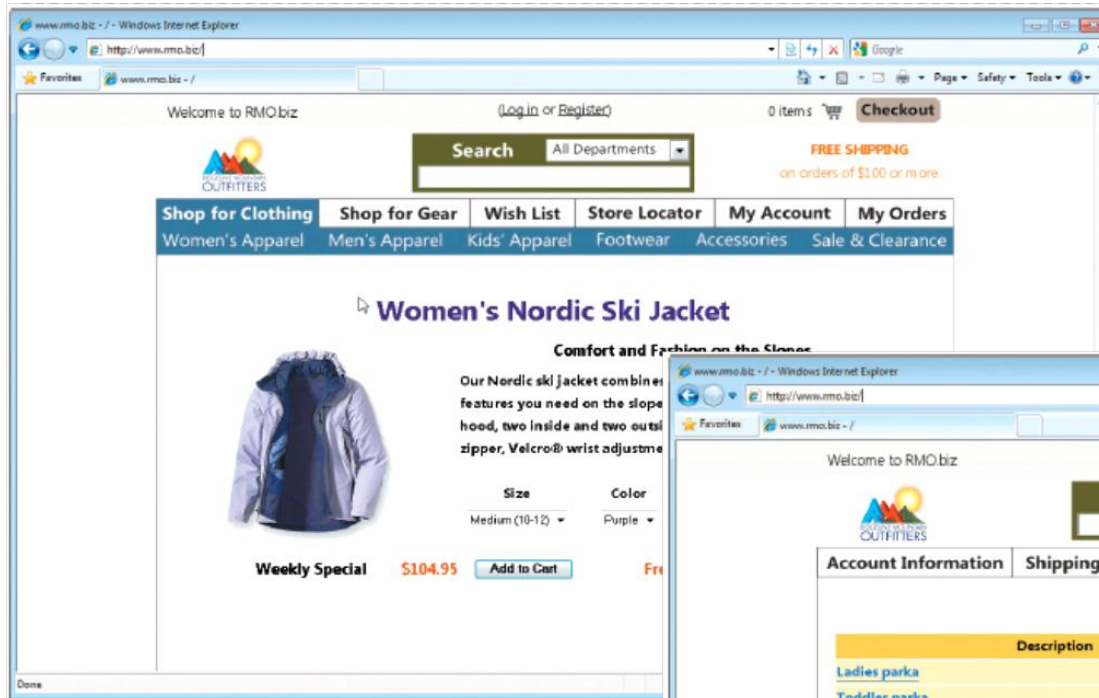 www.rmo.biz - / - Windows Internet Explorer
http://www.rmo.biz/
Google
Favorites www.rmo.biz - /
Page Safety Tools
Welcome to RMO.biz (Log in or Register) 0 items Checkout
Search All Departments
FREE SHIPPING
on orders of $100 or more
OUTFITTERS
Shop for Clothing Shop for Gear Wish List Store Locator My Account My Orders
Women's Apparel Men's Apparel Kids' Apparel Footwear Accessories Sale & Clearance
Women's Nordic Ski Jacket
Comfort and Fashion on the Slopes
Our Nordic ski jacket combines
features you need on the slope
hood, two inside and two outsi
zipper, Velcro® wrist adjustme
Size Color
Medium (10-12) Purple
Weekly Special $104.95 Add to Cart Fre
Done
www.rmo.biz - / - Windows Internet Explorer
http://www.rmo.biz/
Favorites www.rmo.biz - /
Welcome to RMO.biz
OUTFITTERS
Account Information Shipping
Description
Ladies parka
Toddler parka